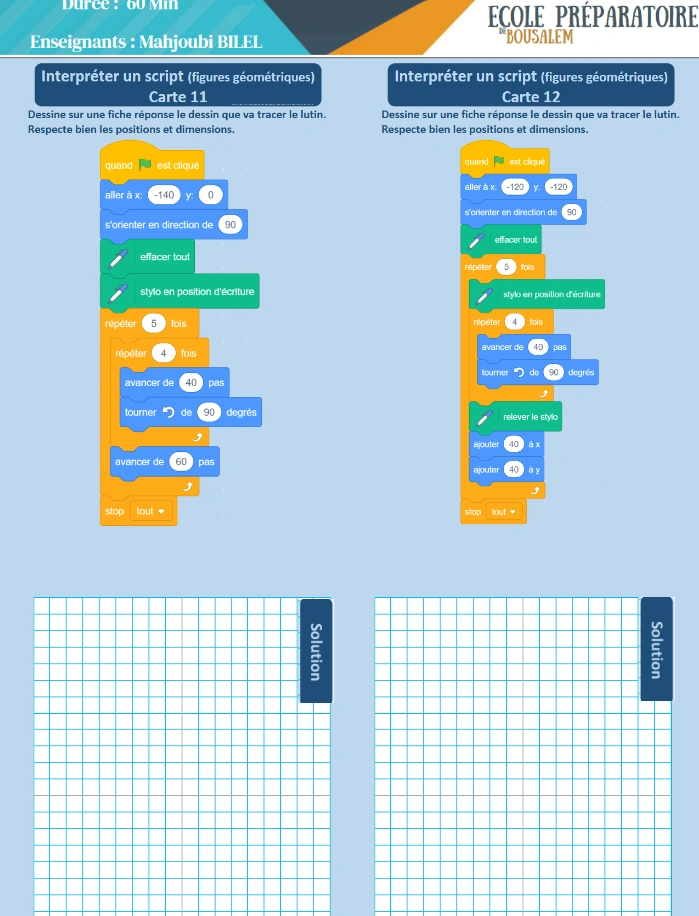 Durée : 60 Min
Enseignants : Mahjoubi BILEL
ECOLE PRÉPARATOIRE
DE BOUSALEM
Interpréter un script (figures géométriques)
Carte 11
Dessine sur une fiche réponse le dessin que va tracer le lutin.
Respecte bien les positions et dimensions.
quand est cliqué
aller à x: -140 y: 0
s'orienter en direction de 90
effacer tout
stylo en position d'écriture
répéter 5 fois
répéter 4 fois
avancer de 40 pas
tourner de 90 degrés
avancer de 60 pas
stop tout
Solution
Interpréter un script (figures géométriques)
Carte 12
Dessine sur une fiche réponse le dessin que va tracer le lutin.
Respecte bien les positions et dimensions.
quand est cliqué
aller à x: -120 y: -120
s'orienter en direction de 90
effacer tout
répéter 5 fois
stylo en position d'écriture
répéter 4 fois
avancer de 40 pas
tourner de 90 degrés
relever le stylo
ajouter 40 à x
ajouter 40 à y
stop tout
Solution